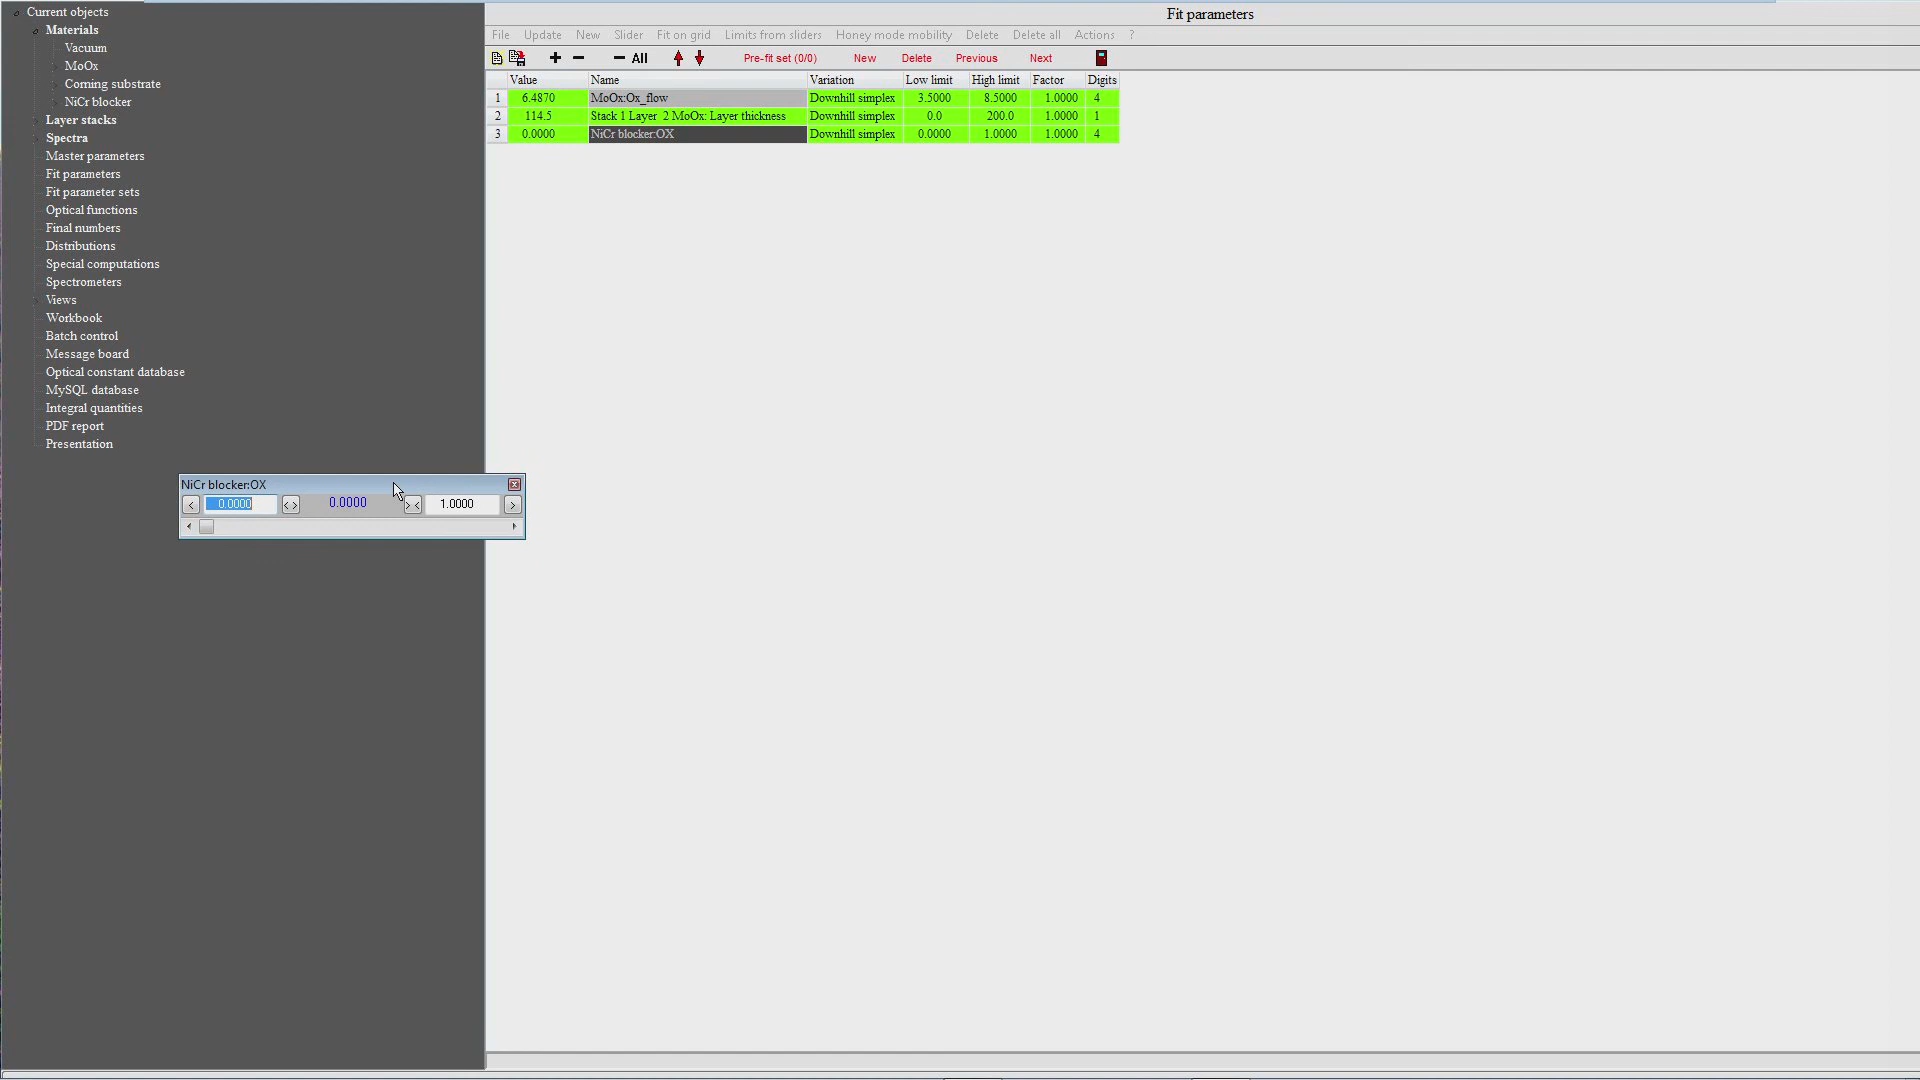 Current objects
Materials
Vacuum
MoOx
Corning substrate
NiCr blocker
Layer stacks
Spectra
Master parameters
Fit parameters
Fit parameter sets
Optical functions
Final numbers
Distributions
Special computations
Spectrometers
Views
Workbook
Batch control
Message board
Optical constant database
MySQL database
Integral quantities
PDF report
Presentation
Fit parameters
File Update New Slider Fit on grid Limits from sliders Honey mode mobility Delete Delete all Actions ?
+ − − All Pre-fit set (0/0) New Delete Previous Next
Value Name Variation Low limit High limit Factor Digits
1 6.4870 MoOx:Ox_flow Downhill simplex 3.5000 8.5000 1.0000 4
2 114.5 Stack 1 Layer 2 MoOx: Layer thickness Downhill simplex 0.0 200.0 1.0000 1
3 0.0000 NiCr blocker:OX Downhill simplex 0.0000 1.0000 1.0000 4
NiCr blocker:OX
< 0.0000 <> 0.0000 >< 1.0000 >